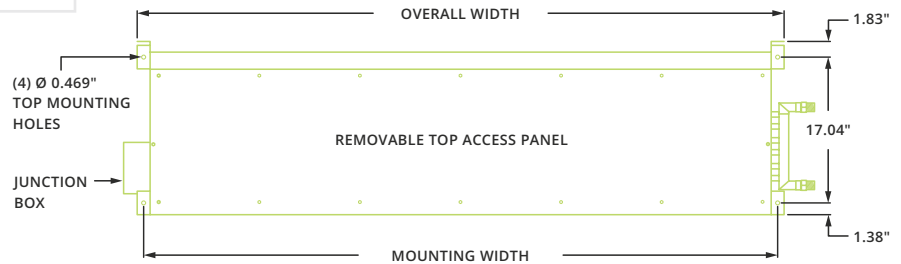 OVERALL WIDTH
1.83"
(4) Ø 0.469"
TOP MOUNTING
HOLES
17.04"
REMOVABLE TOP ACCESS PANEL
JUNCTION
BOX
1.38"
MOUNTING WIDTH